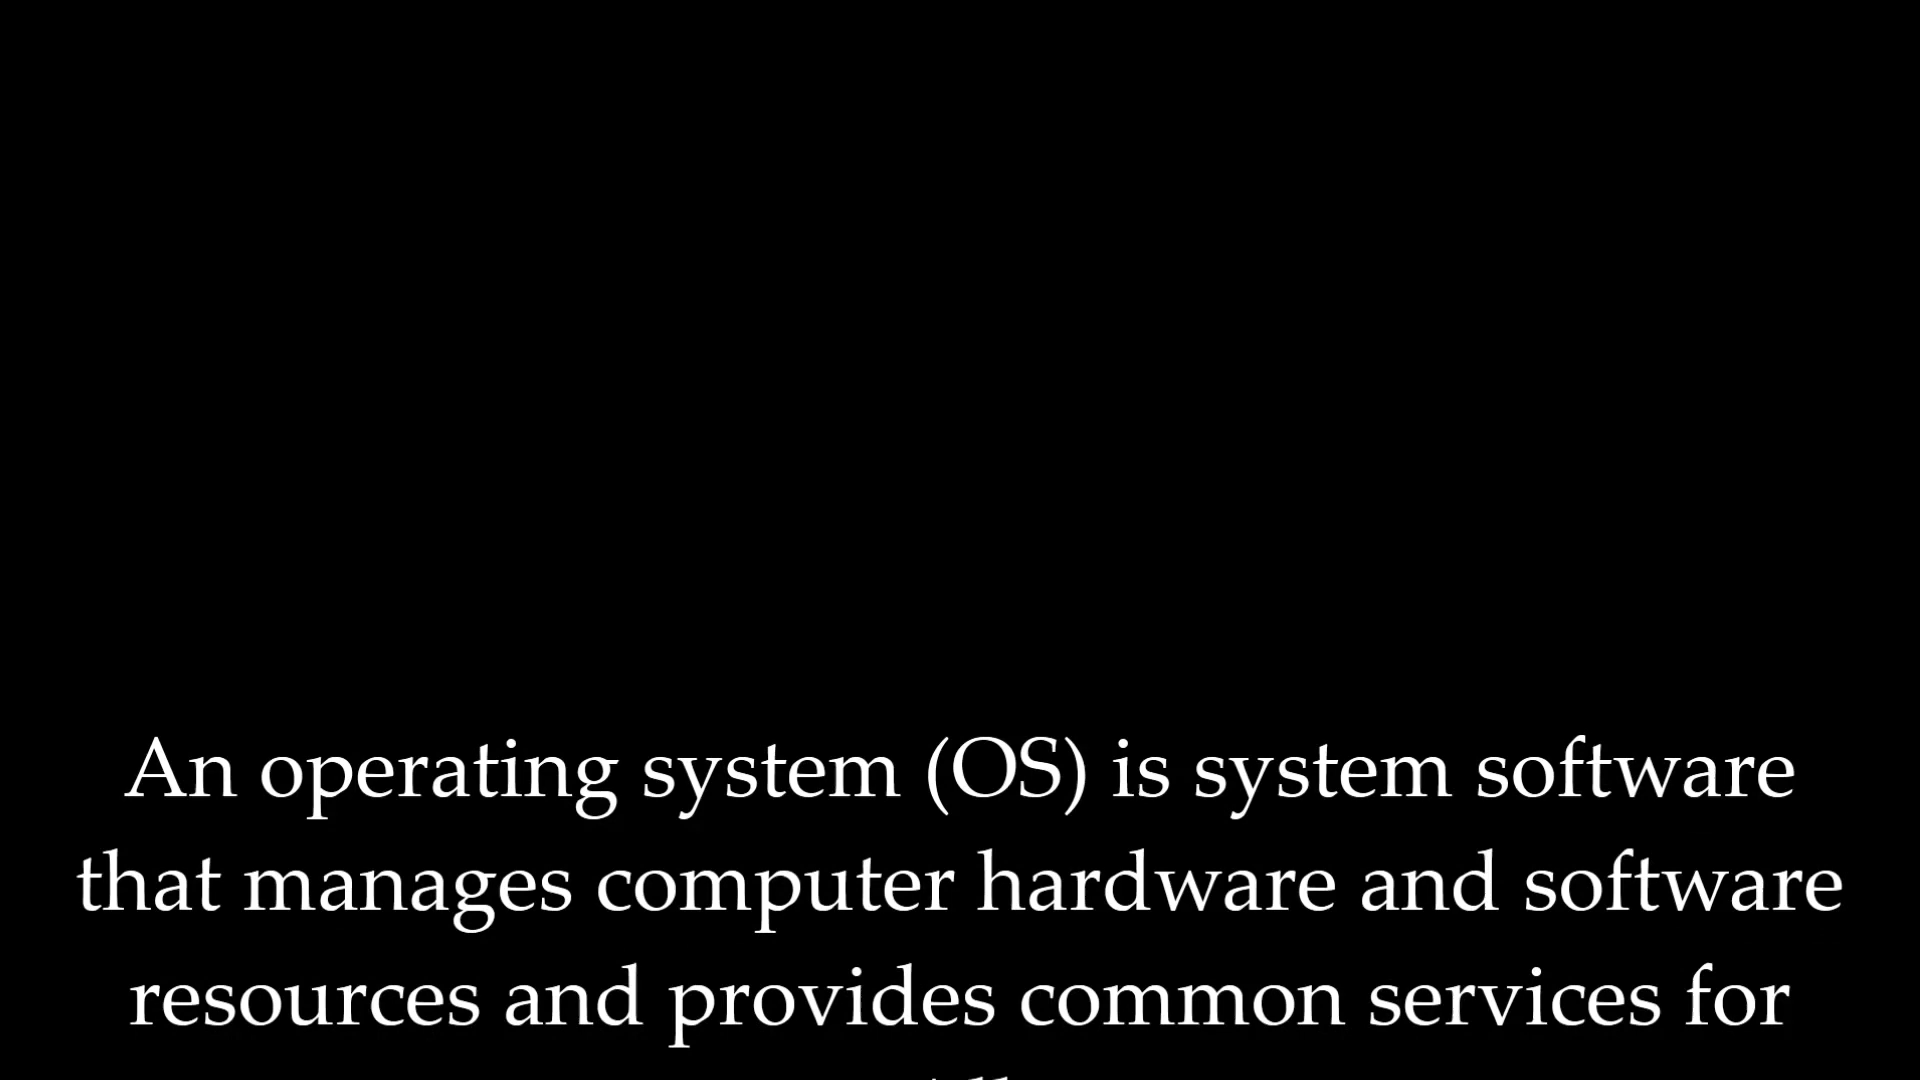 An operating system (OS) is system software
that manages computer hardware and software
resources and provides common services for